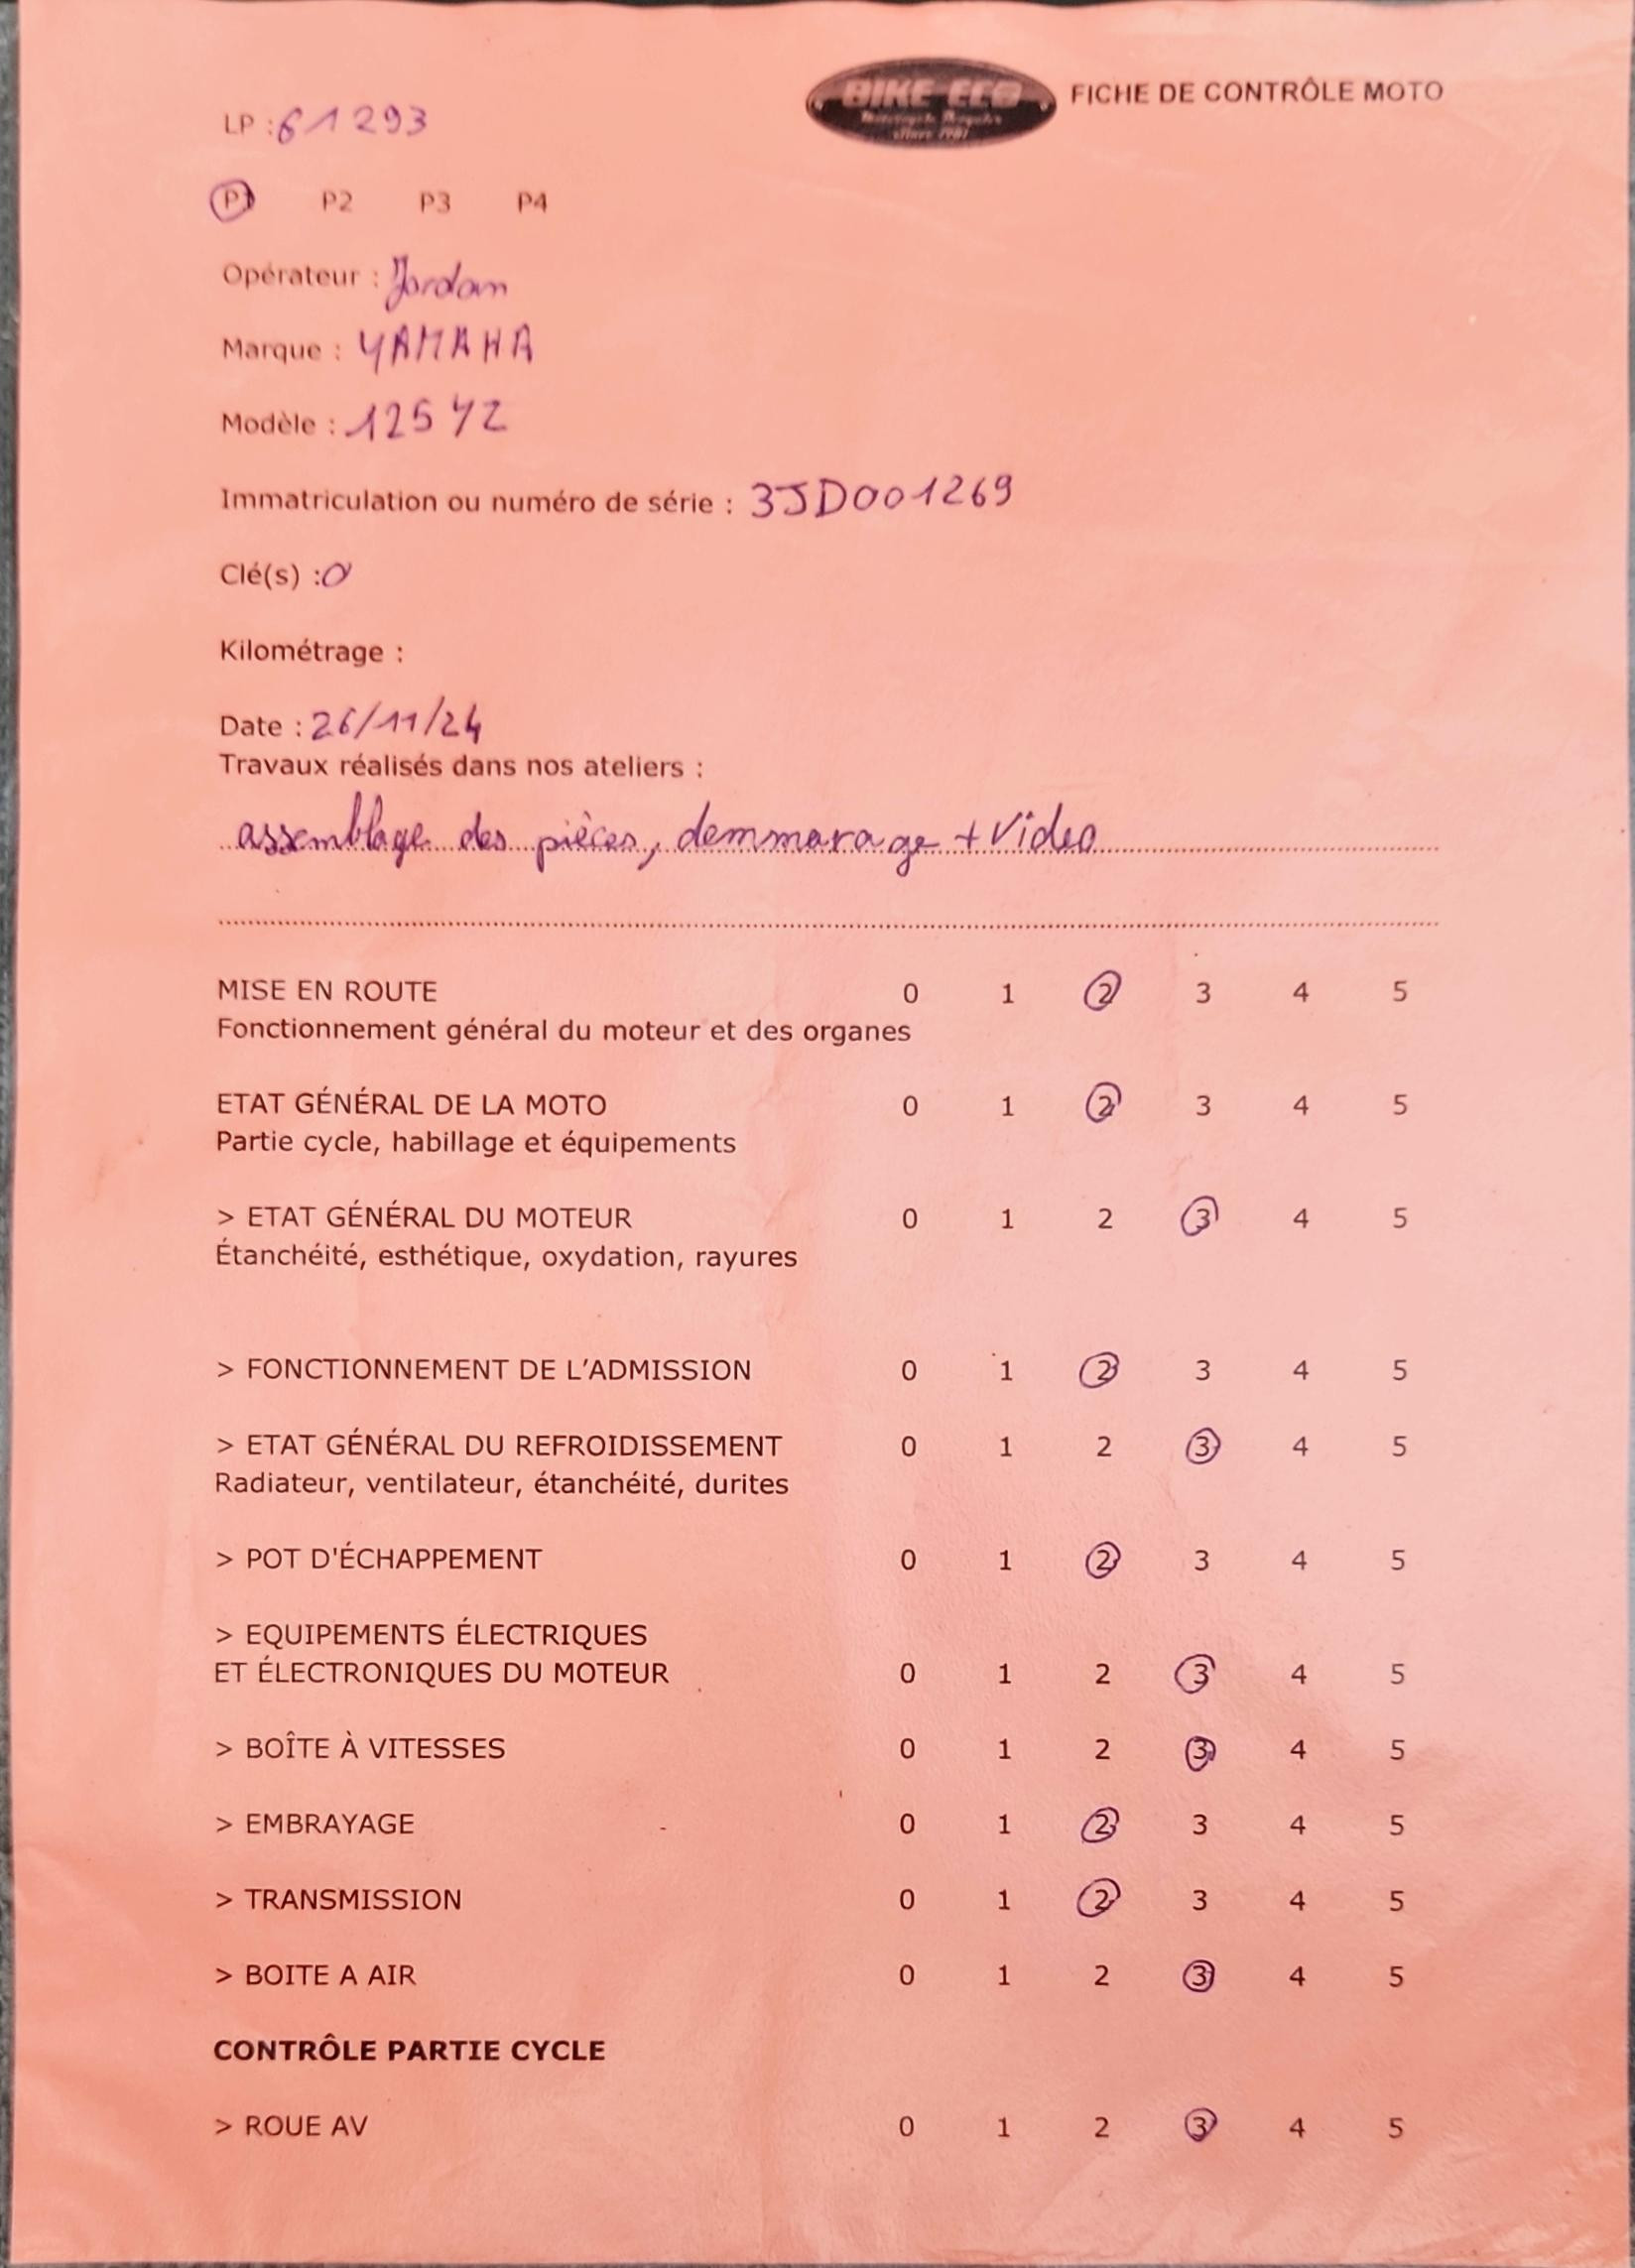 BIKE ECO
FICHE DE CONTRÔLE MOTO
LP : 61293
P1 P2 P3 P4
Opérateur : Jordan
Marque : YAMAHA
Modèle : 125 YZ
Immatriculation ou numéro de série : 3JD001269
Clé(s) : 0
Kilométrage :
Date : 26/11/24
Travaux réalisés dans nos ateliers :
assemblage des pièces, demmarage + Video
MISE EN ROUTE 0 1 2 3 4 5
Fonctionnement général du moteur et des organes
ETAT GÉNÉRAL DE LA MOTO 0 1 2 3 4 5
Partie cycle, habillage et équipements
> ETAT GÉNÉRAL DU MOTEUR 0 1 2 3 4 5
Étanchéité, esthétique, oxydation, rayures
> FONCTIONNEMENT DE L'ADMISSION 0 1 2 3 4 5
> ETAT GÉNÉRAL DU REFROIDISSEMENT 0 1 2 3 4 5
Radiateur, ventilateur, étanchéité, durites
> POT D'ÉCHAPPEMENT 0 1 2 3 4 5
> EQUIPEMENTS ÉLECTRIQUES
ET ÉLECTRONIQUES DU MOTEUR 0 1 2 3 4 5
> BOÎTE À VITESSES 0 1 2 3 4 5
> EMBRAYAGE 0 1 2 3 4 5
> TRANSMISSION 0 1 2 3 4 5
> BOITE A AIR 0 1 2 3 4 5
CONTRÔLE PARTIE CYCLE
> ROUE AV 0 1 2 3 4 5